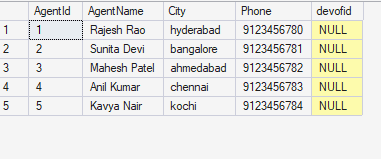 AgentId AgentName City Phone devofid
1 1 Rajesh Rao hyderabad 9123456780 NULL
2 2 Sunita Devi bangalore 9123456781 NULL
3 3 Mahesh Patel ahmedabad 9123456782 NULL
4 4 Anil Kumar chennai 9123456783 NULL
5 5 Kavya Nair kochi 9123456784 NULL